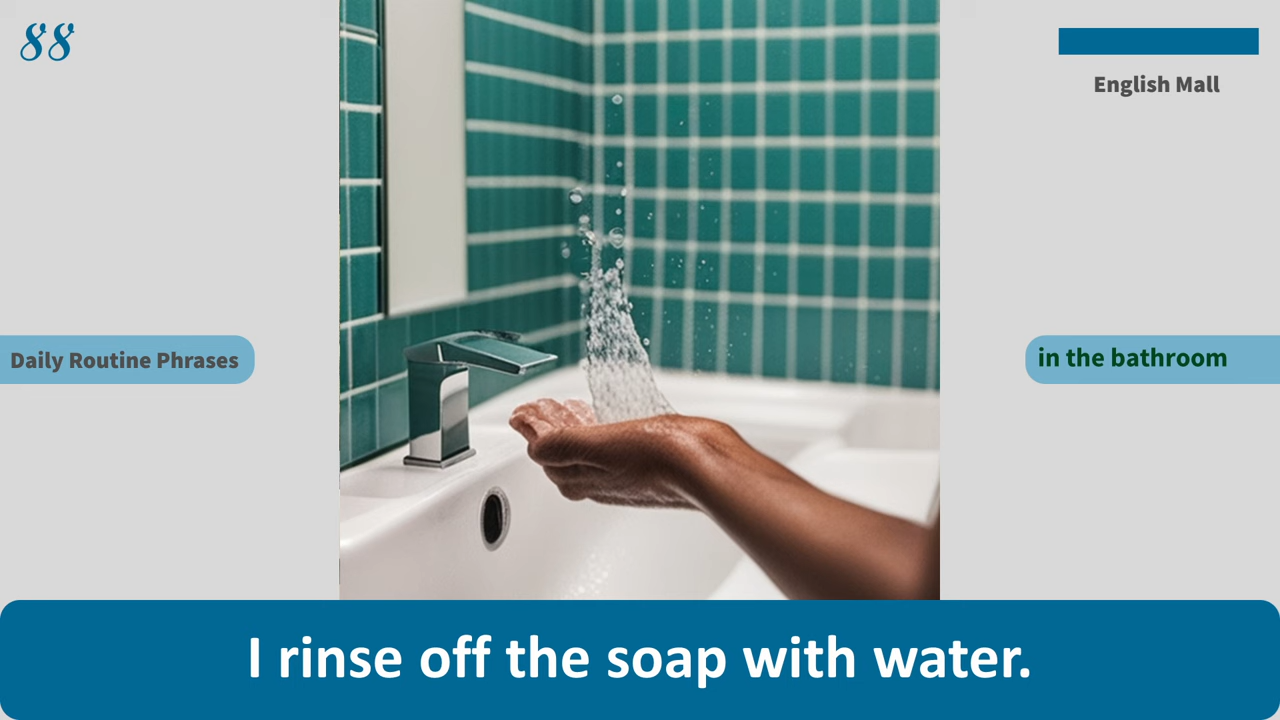 88
English Mall
Daily Routine Phrases
in the bathroom
I rinse off the soap with water.